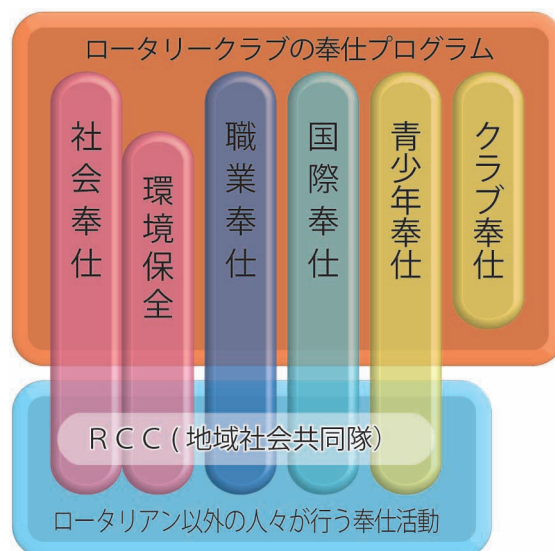 ロータリークラブの奉仕プログラム
社会奉仕
環境保全
職業奉仕
国際奉仕
青少年奉仕
クラブ奉仕
ＲＣＣ(地域社会共同隊)
ロータリアン以外の人々が行う奉仕活動